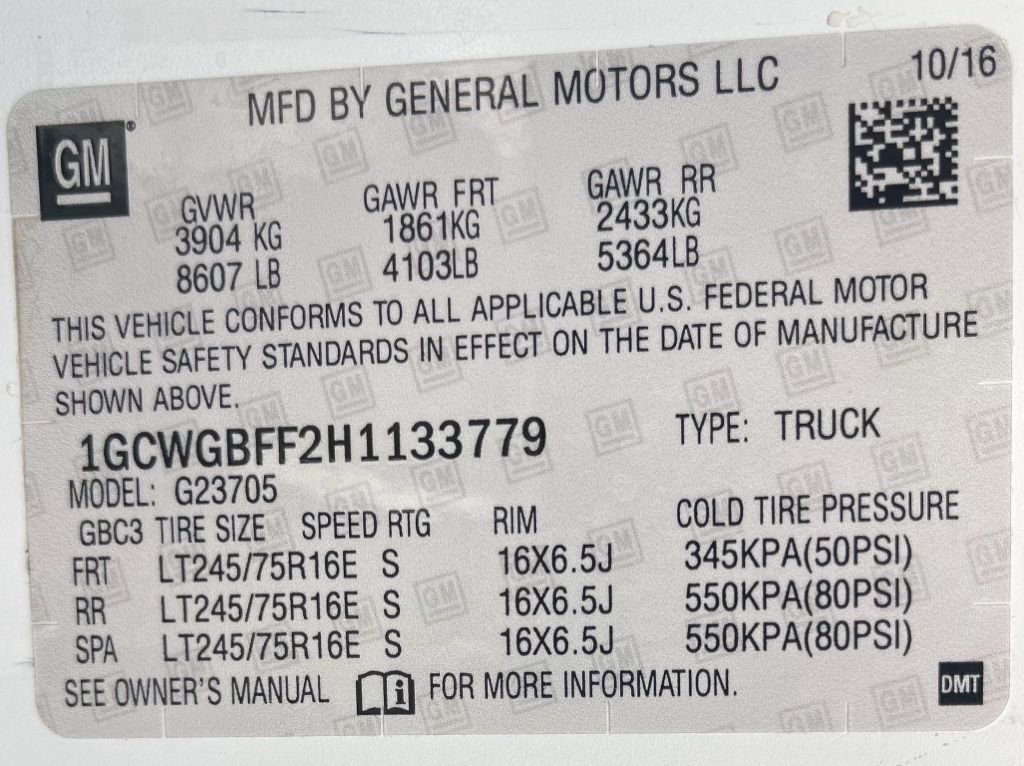 10/16
MFD BY GENERAL MOTORS LLC
GM®
GVWR GAWR FRT GAWR RR
3904 KG 1861KG 2433KG
8607 LB 4103LB 5364LB
THIS VEHICLE CONFORMS TO ALL APPLICABLE U.S. FEDERAL MOTOR
VEHICLE SAFETY STANDARDS IN EFFECT ON THE DATE OF MANUFACTURE
SHOWN ABOVE.
1GCWGBFF2H1133779 TYPE: TRUCK
MODEL: G23705
GBC3 TIRE SIZE SPEED RTG RIM COLD TIRE PRESSURE
FRT LT245/75R16E S 16X6.5J 345KPA(50PSI)
RR LT245/75R16E S 16X6.5J 550KPA(80PSI)
SPA LT245/75R16E S 16X6.5J 550KPA(80PSI)
SEE OWNER'S MANUAL i FOR MORE INFORMATION.
DMT